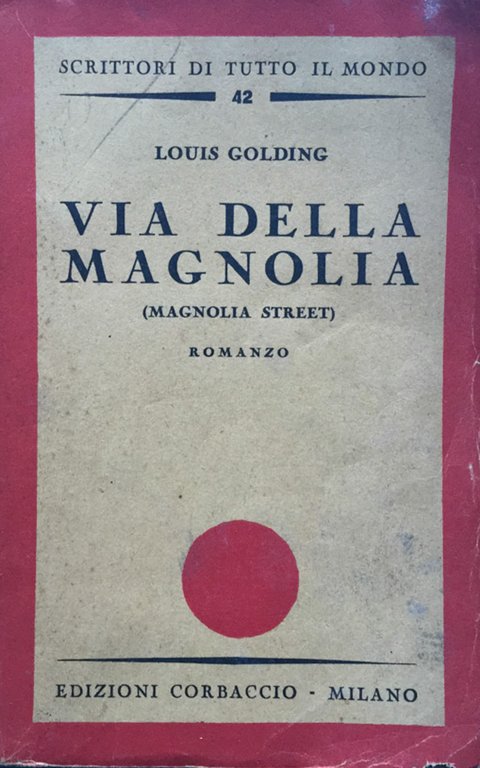 SCRITTORI DI TUTTO IL MONDO
42
LOUIS GOLDING
VIA DELLA
MAGNOLIA
(MAGNOLIA STREET)
ROMANZO
EDIZIONI CORBACCIO - MILANO